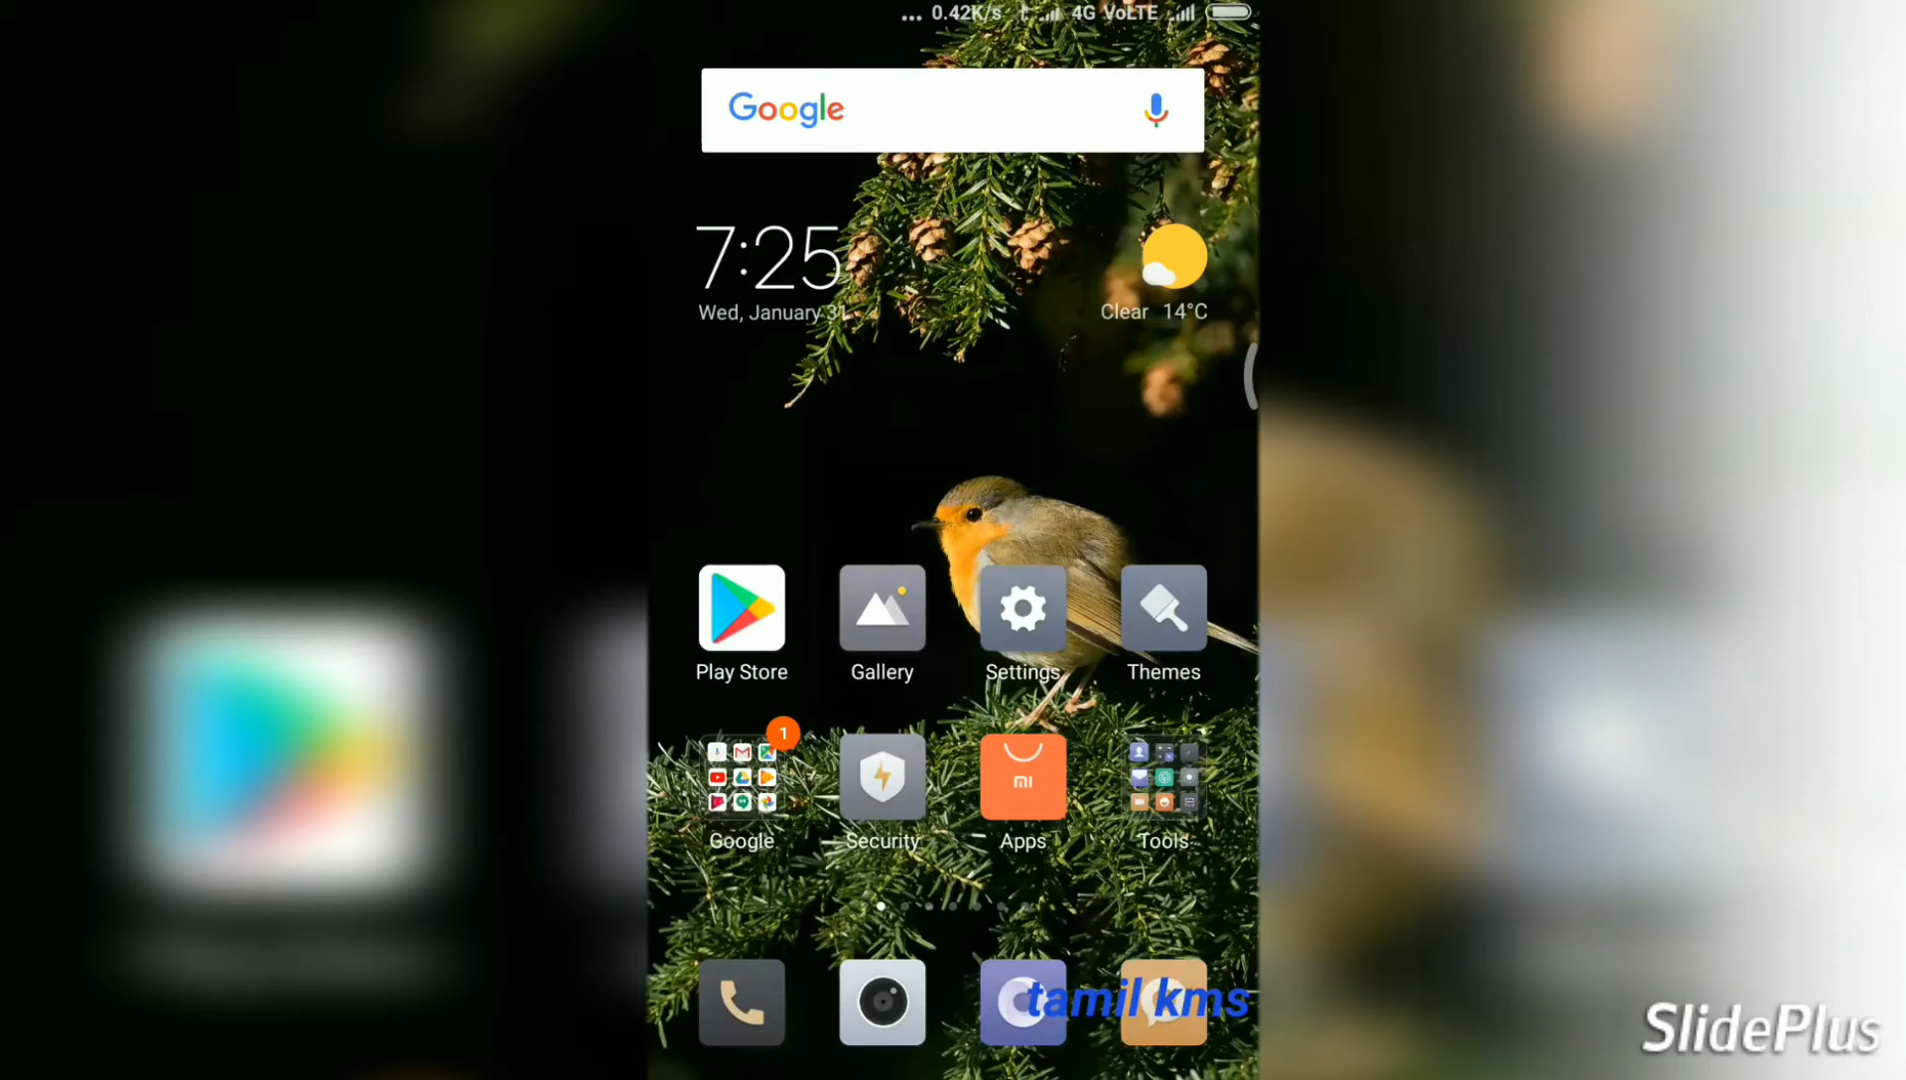 ... 0.42K/s 4G VoLTE
Google
7:25
Wed, January 31
Clear 14°C
Play Store Gallery Settings Themes
1
mi
Google Security Apps Tools
tamil kms
SlidePlus